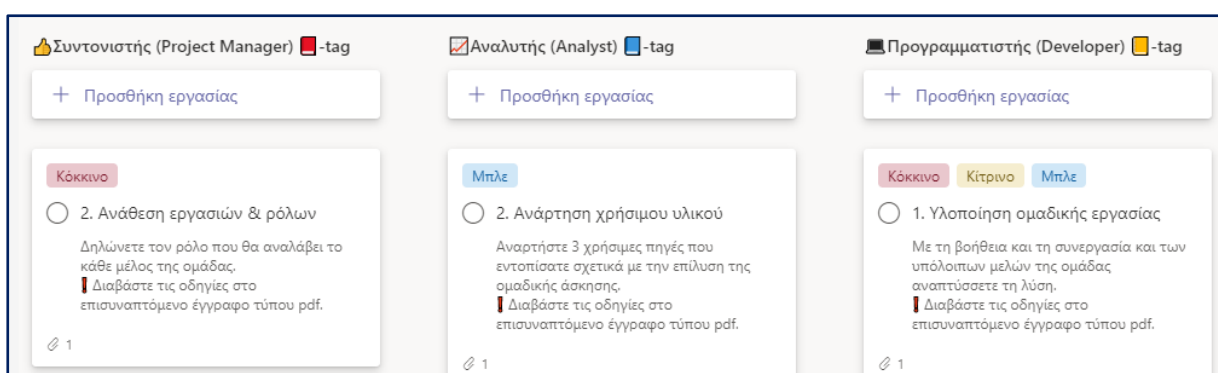 👍Συντονιστής (Project Manager) 📕-tag
+ Προσθήκη εργασίας
Κόκκινο
2. Ανάθεση εργασιών & ρόλων
Δηλώνετε τον ρόλο που θα αναλάβει το
κάθε μέλος της ομάδας.
❗Διαβάστε τις οδηγίες στο
επισυναπτόμενο έγγραφο τύπου pdf.
1
📈Αναλυτής (Analyst) 📘-tag
+ Προσθήκη εργασίας
Μπλε
2. Ανάρτηση χρήσιμου υλικού
Αναρτήστε 3 χρήσιμες πηγές που
εντοπίσατε σχετικά με την επίλυση της
ομαδικής άσκησης.
❗Διαβάστε τις οδηγίες στο
επισυναπτόμενο έγγραφο τύπου pdf.
1
💻Προγραμματιστής (Developer) 📒-tag
+ Προσθήκη εργασίας
Κόκκινο Κίτρινο Μπλε
1. Υλοποίηση ομαδικής εργασίας
Με τη βοήθεια και τη συνεργασία και των
υπόλοιπων μελών της ομάδας
αναπτύσσετε τη λύση.
❗Διαβάστε τις οδηγίες στο
επισυναπτόμενο έγγραφο τύπου pdf.
1